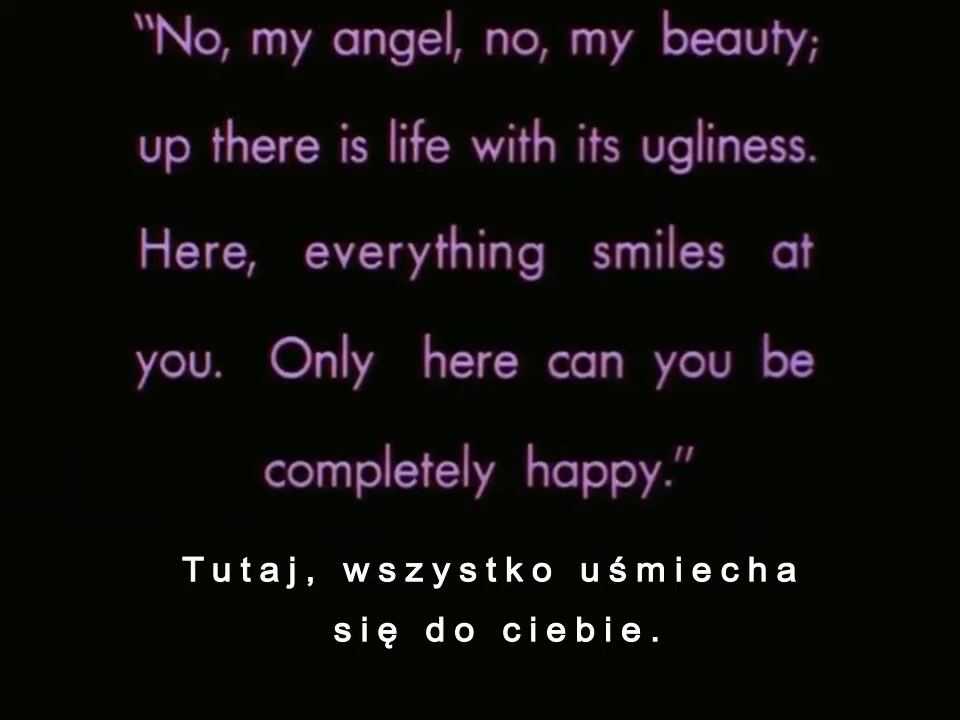 “No, my angel, no, my beauty;
up there is life with its ugliness.
Here, everything smiles at
you. Only here can you be
completely happy.”
Tutaj, wszystko uśmiecha
się do ciebie.